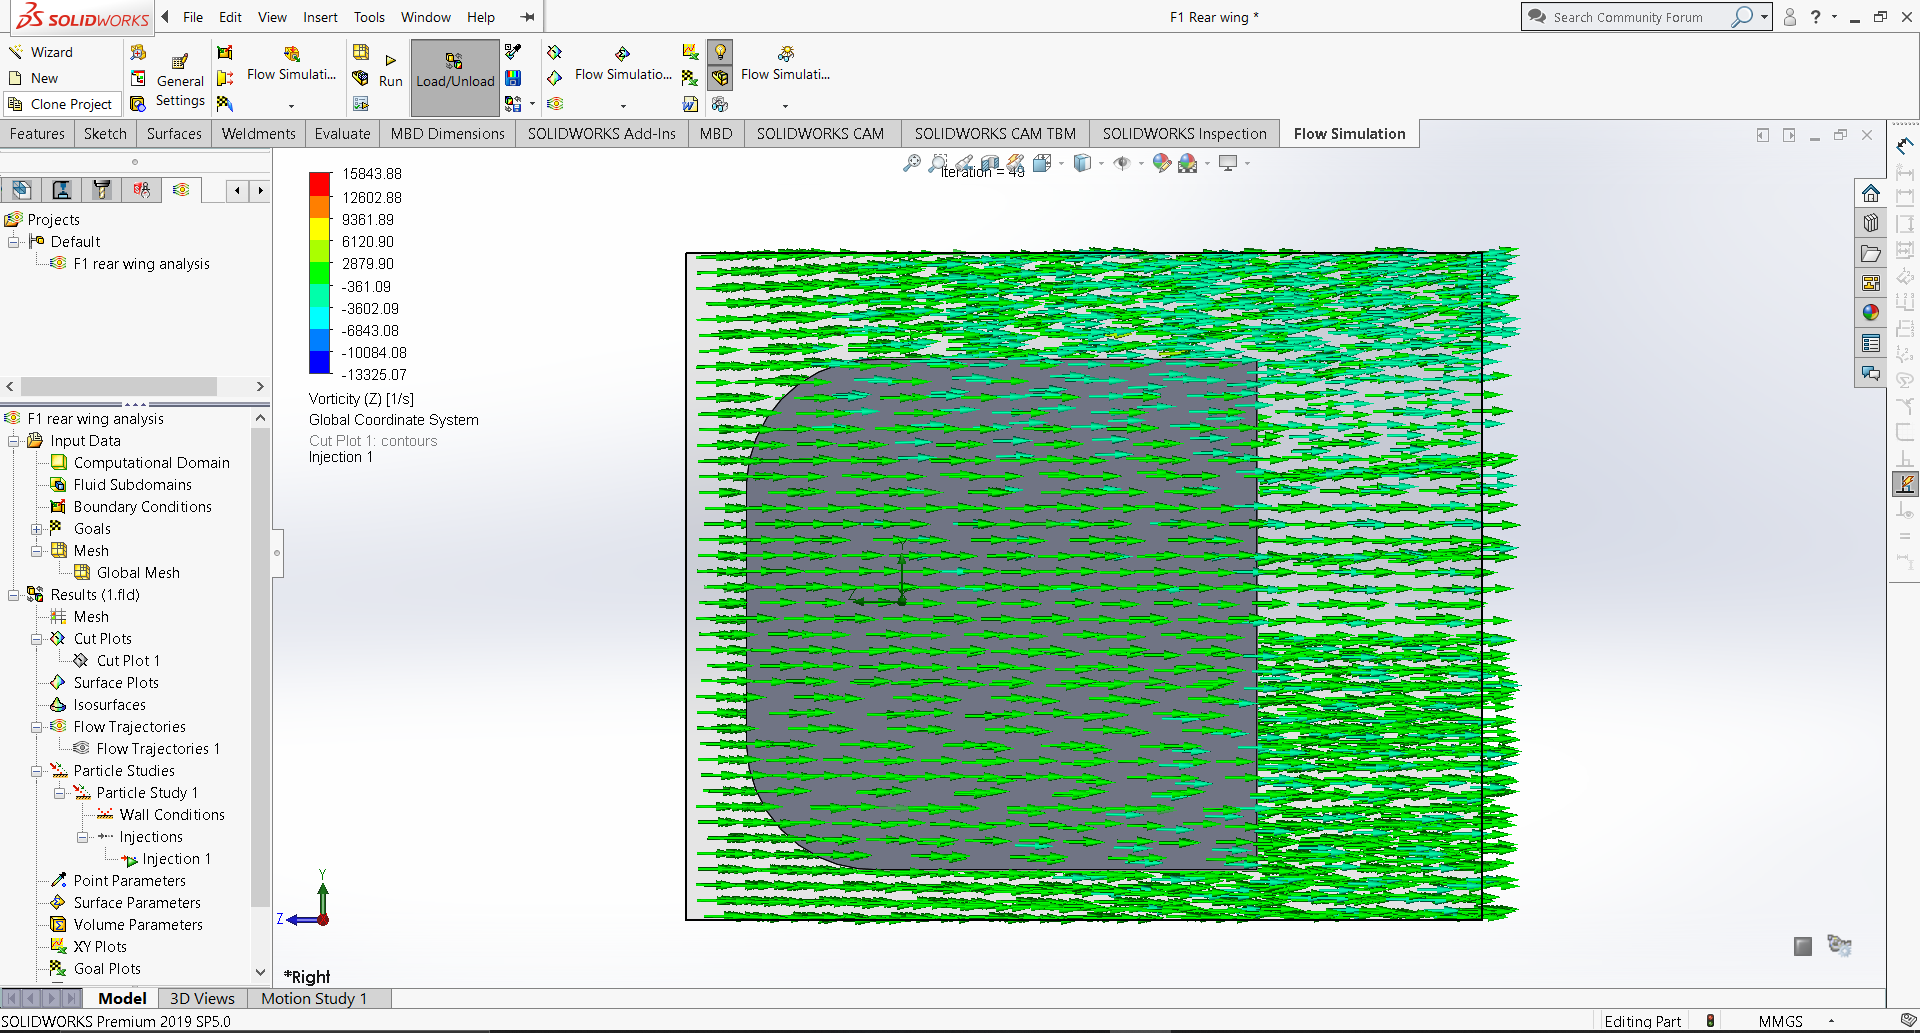 SOLIDWORKS
File Edit View Insert Tools Window Help
F1 Rear wing *
Search Community Forum
Wizard
New
Clone Project
General
Settings
Flow Simulati...
Run
Load/Unload
Flow Simulatio...
Flow Simulati...
Features Sketch Surfaces Weldments Evaluate MBD Dimensions SOLIDWORKS Add-Ins MBD SOLIDWORKS CAM SOLIDWORKS CAM TBM SOLIDWORKS Inspection Flow Simulation
Projects
Default
F1 rear wing analysis
F1 rear wing analysis
Input Data
Computational Domain
Fluid Subdomains
Boundary Conditions
Goals
Mesh
Global Mesh
Results (1.fld)
Mesh
Cut Plots
Cut Plot 1
Surface Plots
Isosurfaces
Flow Trajectories
Flow Trajectories 1
Particle Studies
Particle Study 1
Wall Conditions
Injections
Injection 1
Point Parameters
Surface Parameters
Volume Parameters
XY Plots
Goal Plots
15843.88
12602.88
9361.89
6120.90
2879.90
-361.09
-3602.09
-6843.08
-10084.08
-13325.07
Vorticity (Z) [1/s]
Global Coordinate System
Cut Plot 1: contours
Injection 1
Y
Z
*Right
Model 3D Views Motion Study 1
SOLIDWORKS Premium 2019 SP5.0
Editing Part
MMGS